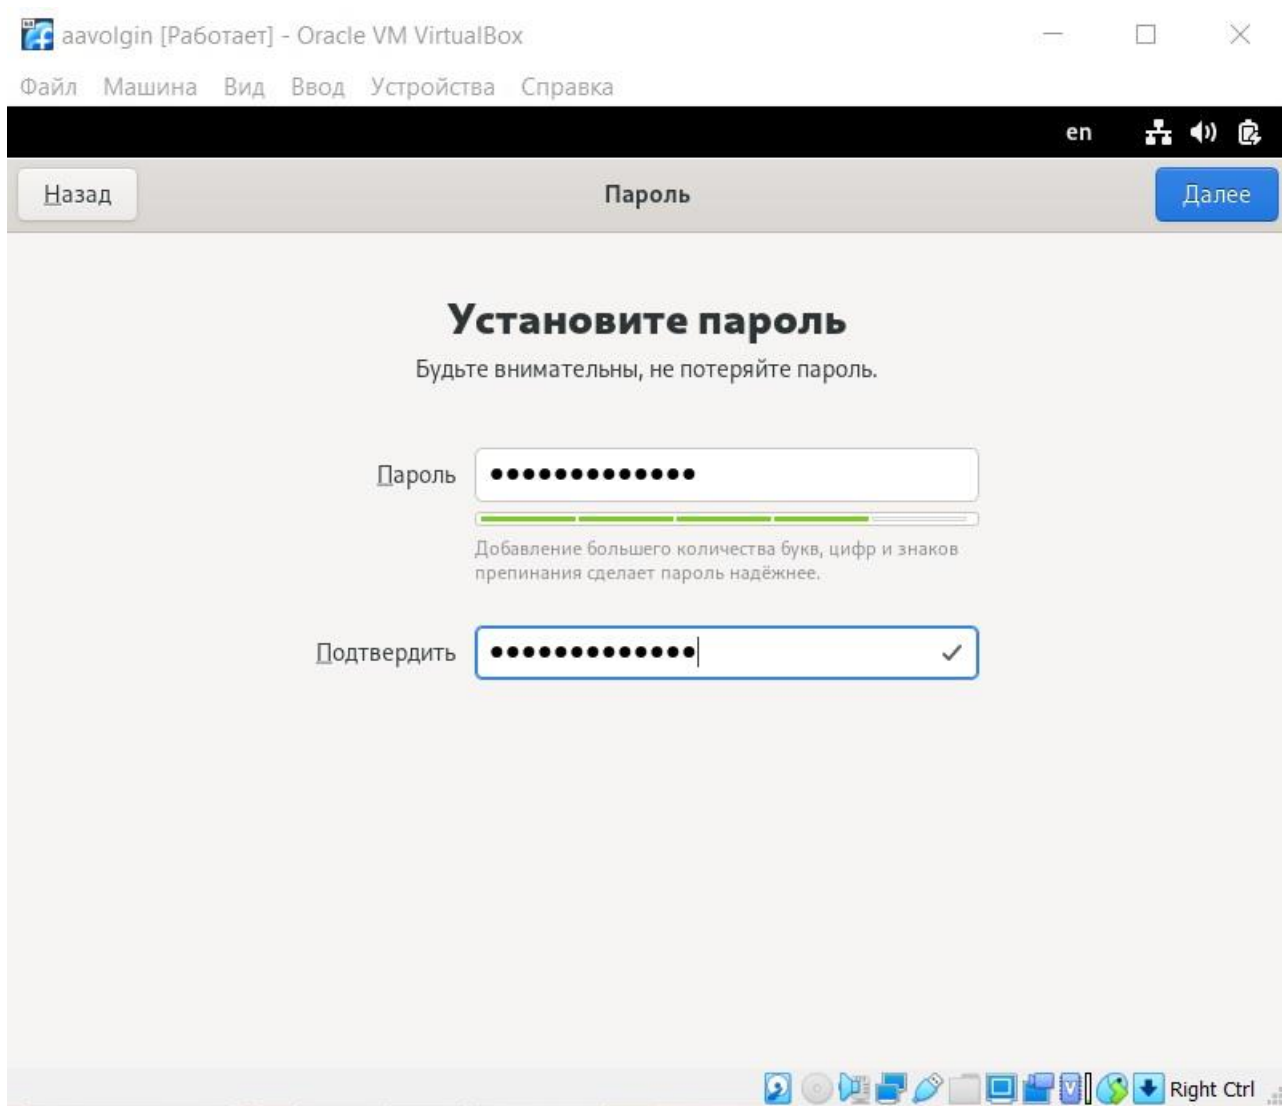 aavolgin [Работает] - Oracle VM VirtualBox
Файл Машина Вид Ввод Устройства Справка
en
Назад Пароль Далее
Установите пароль
Будьте внимательны, не потеряйте пароль.
Пароль ●●●●●●●●●●●●●
Добавление большего количества букв, цифр и знаков
препинания сделает пароль надёжнее.
Подтвердить ●●●●●●●●●●●●●
Right Ctrl